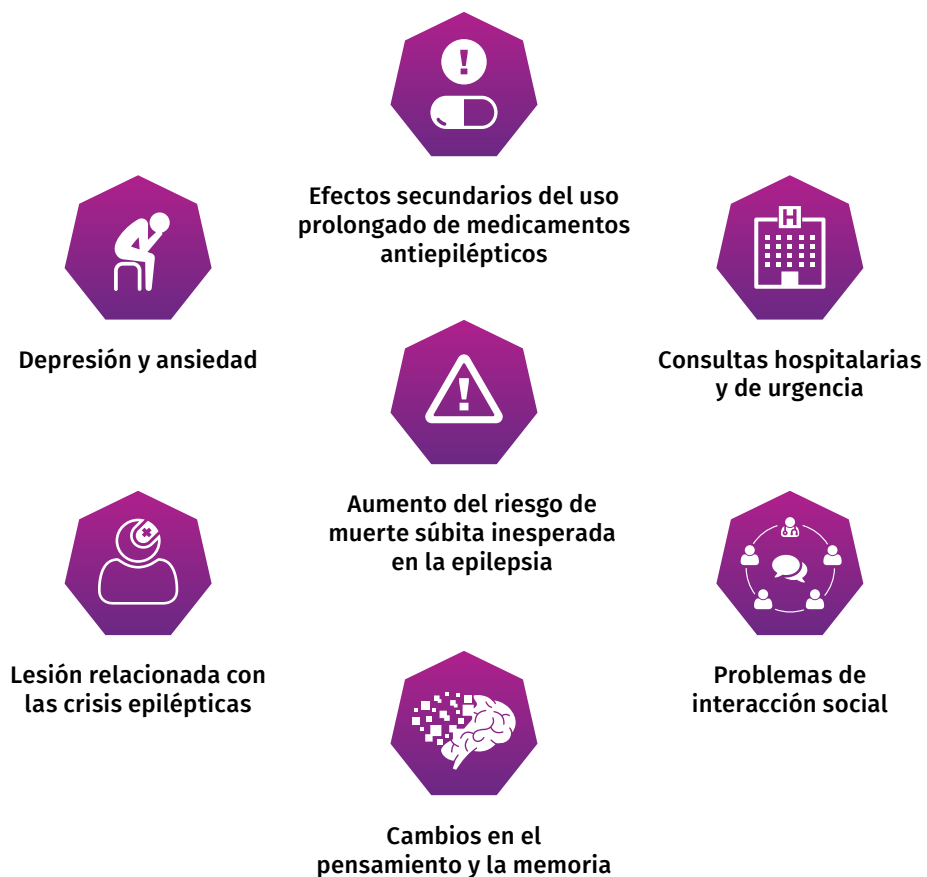 Efectos secundarios del uso
prolongado de medicamentos
antiepilépticos
Depresión y ansiedad
H
Consultas hospitalarias
y de urgencia
Aumento del riesgo de
muerte súbita inesperada
en la epilepsia
Lesión relacionada con
las crisis epilépticas
Problemas de
interacción social
Cambios en el
pensamiento y la memoria